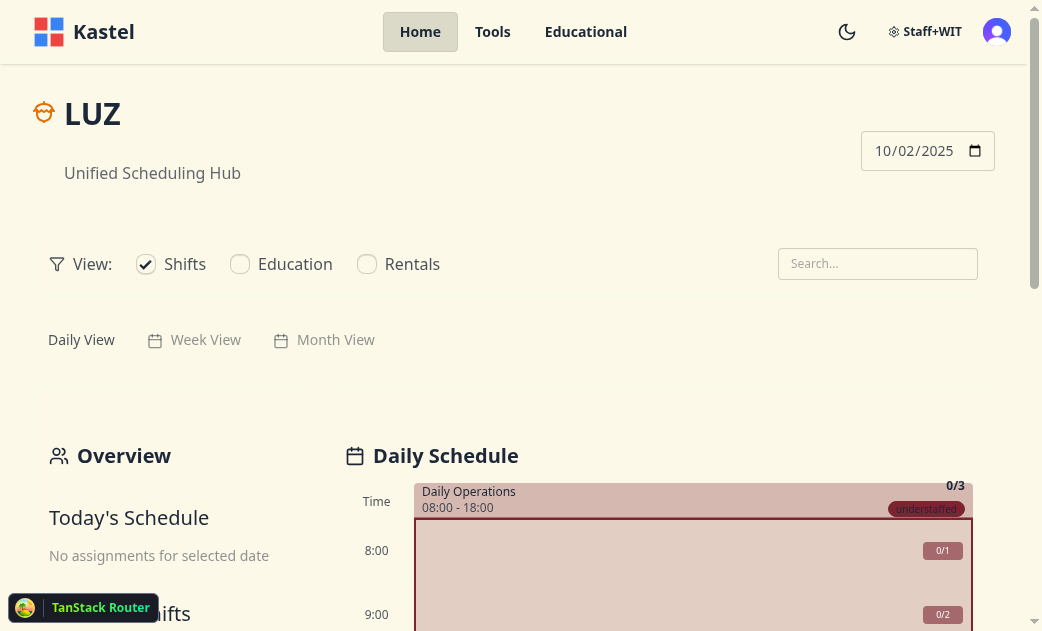 Kastel
Home
Tools
Educational
Staff+WIT
LUZ
Unified Scheduling Hub
10/02/2025
View:
Shifts
Education
Rentals
Search...
Daily View
Week View
Month View
Overview
Daily Schedule
Time
Daily Operations
08:00 - 18:00
0/3
understaffed
Today's Schedule
No assignments for selected date
8:00
0/1
9:00
0/2
TanStack Router